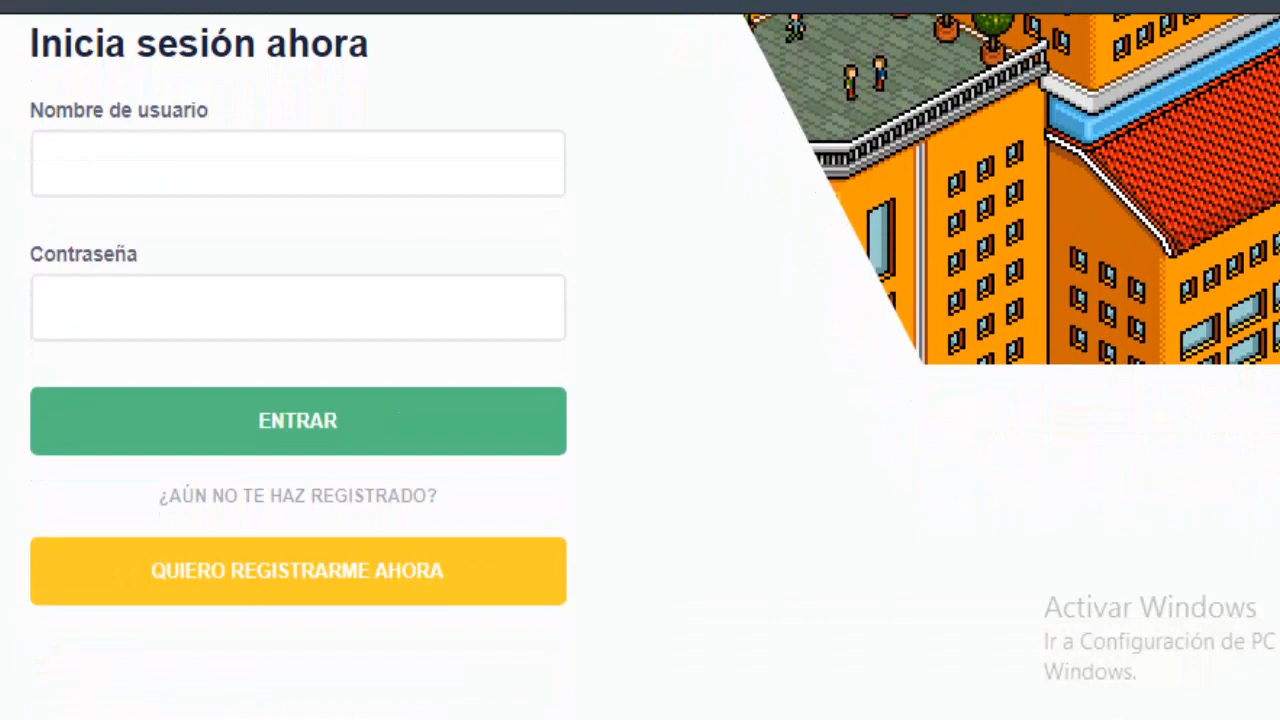 Inicia sesión ahora
Nombre de usuario
Contraseña
ENTRAR
¿AÚN NO TE HAZ REGISTRADO?
QUIERO REGISTRARME AHORA
Activar Windows
Ir a Configuración de PC
Windows.